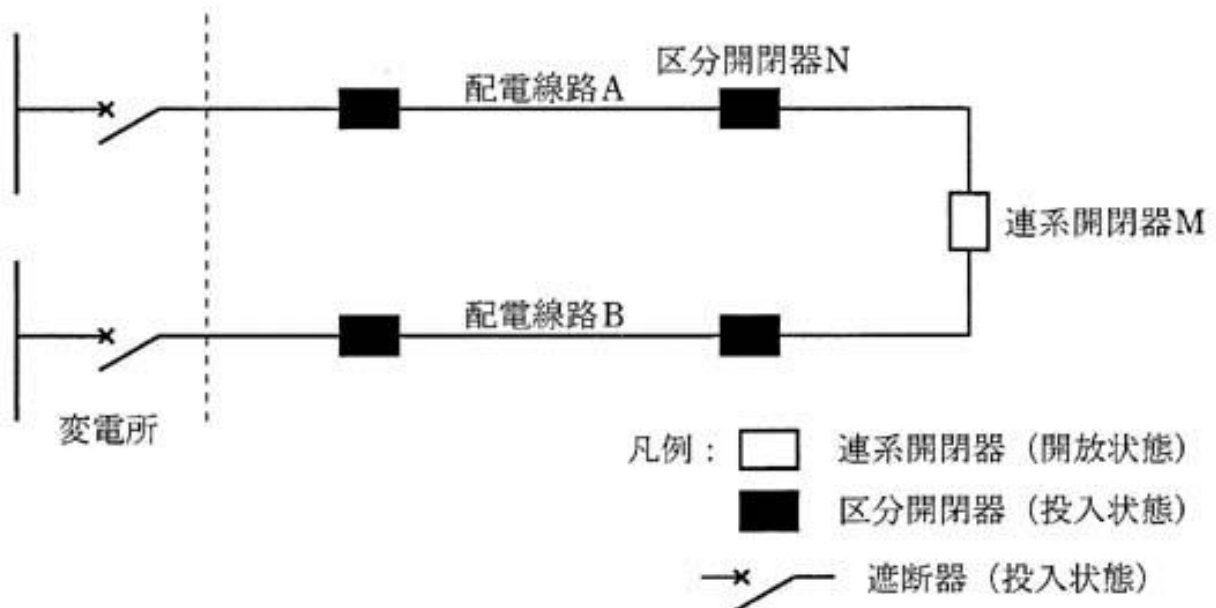 区分開閉器N
配電線路A
連系開閉器M
配電線路B
変電所
凡例：
連系開閉器（開放状態）
区分開閉器（投入状態）
遮断器（投入状態）